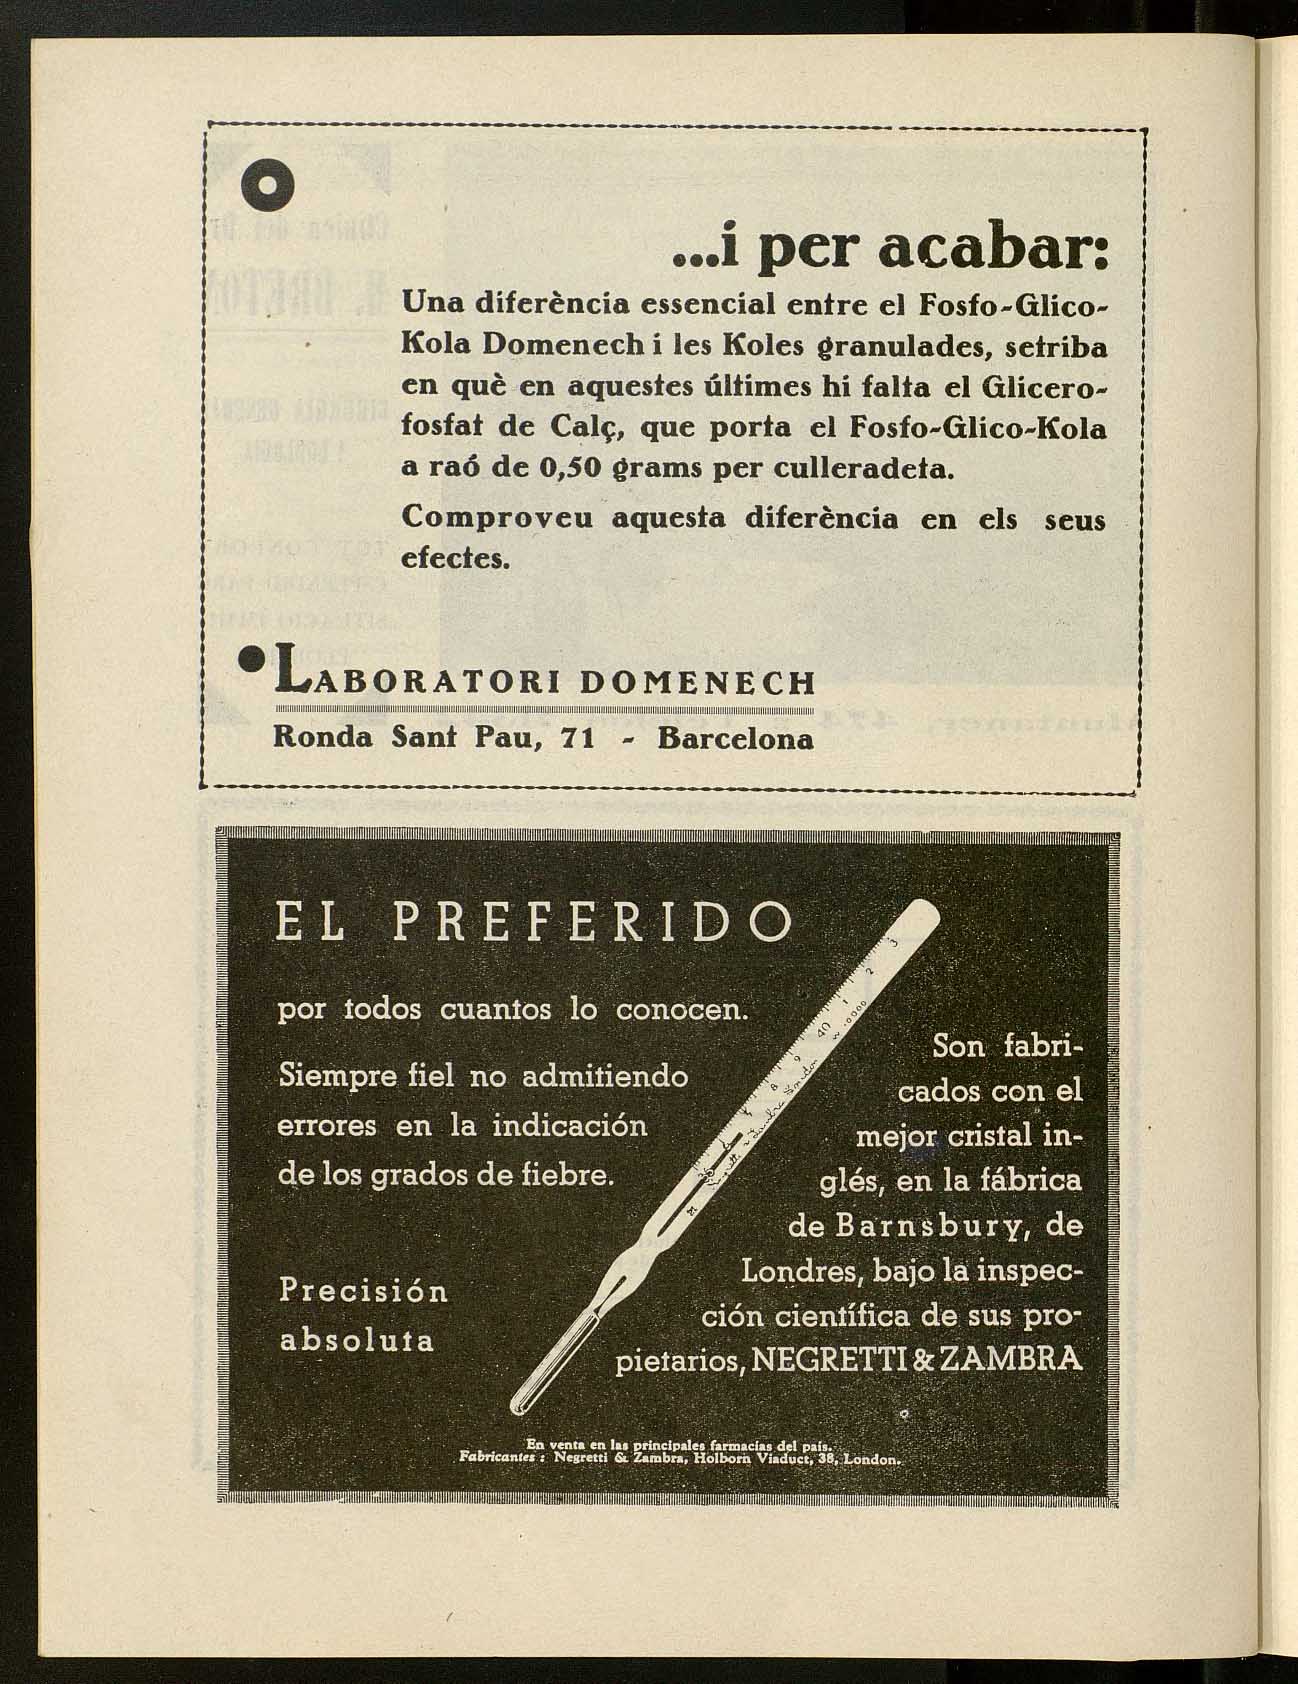 ...i per acabar:
Una diferència essencial entre el Fosfo-Glico-
Kola Domenech i les Koles granulades, setriba
en què en aquestes últimes hi falta el Glicero-
fosfat de Calç, que porta el Fosfo-Glico-Kola
a raó de 0,50 grams per culleradeta.
Comproveu aquesta diferència en els seus
efectes.
LABORATORI DOMENECH
Ronda Sant Pau, 71 - Barcelona
EL PREFERIDO
por todos cuantos lo conocen.
Siempre fiel no admitiendo
errores en la indicación
de los grados de fiebre.
Precisión
absoluta
Son fabri-
cados con el
mejor cristal in-
glés, en la fábrica
de Barnsbury, de
Londres, bajo la inspec-
ción científica de sus pro-
pietarios, NEGRETTI & ZAMBRA
En venta en las principales farmacias del país.
Fabricantes : Negretti & Zambra, Holborn Viaduct, 38, London.